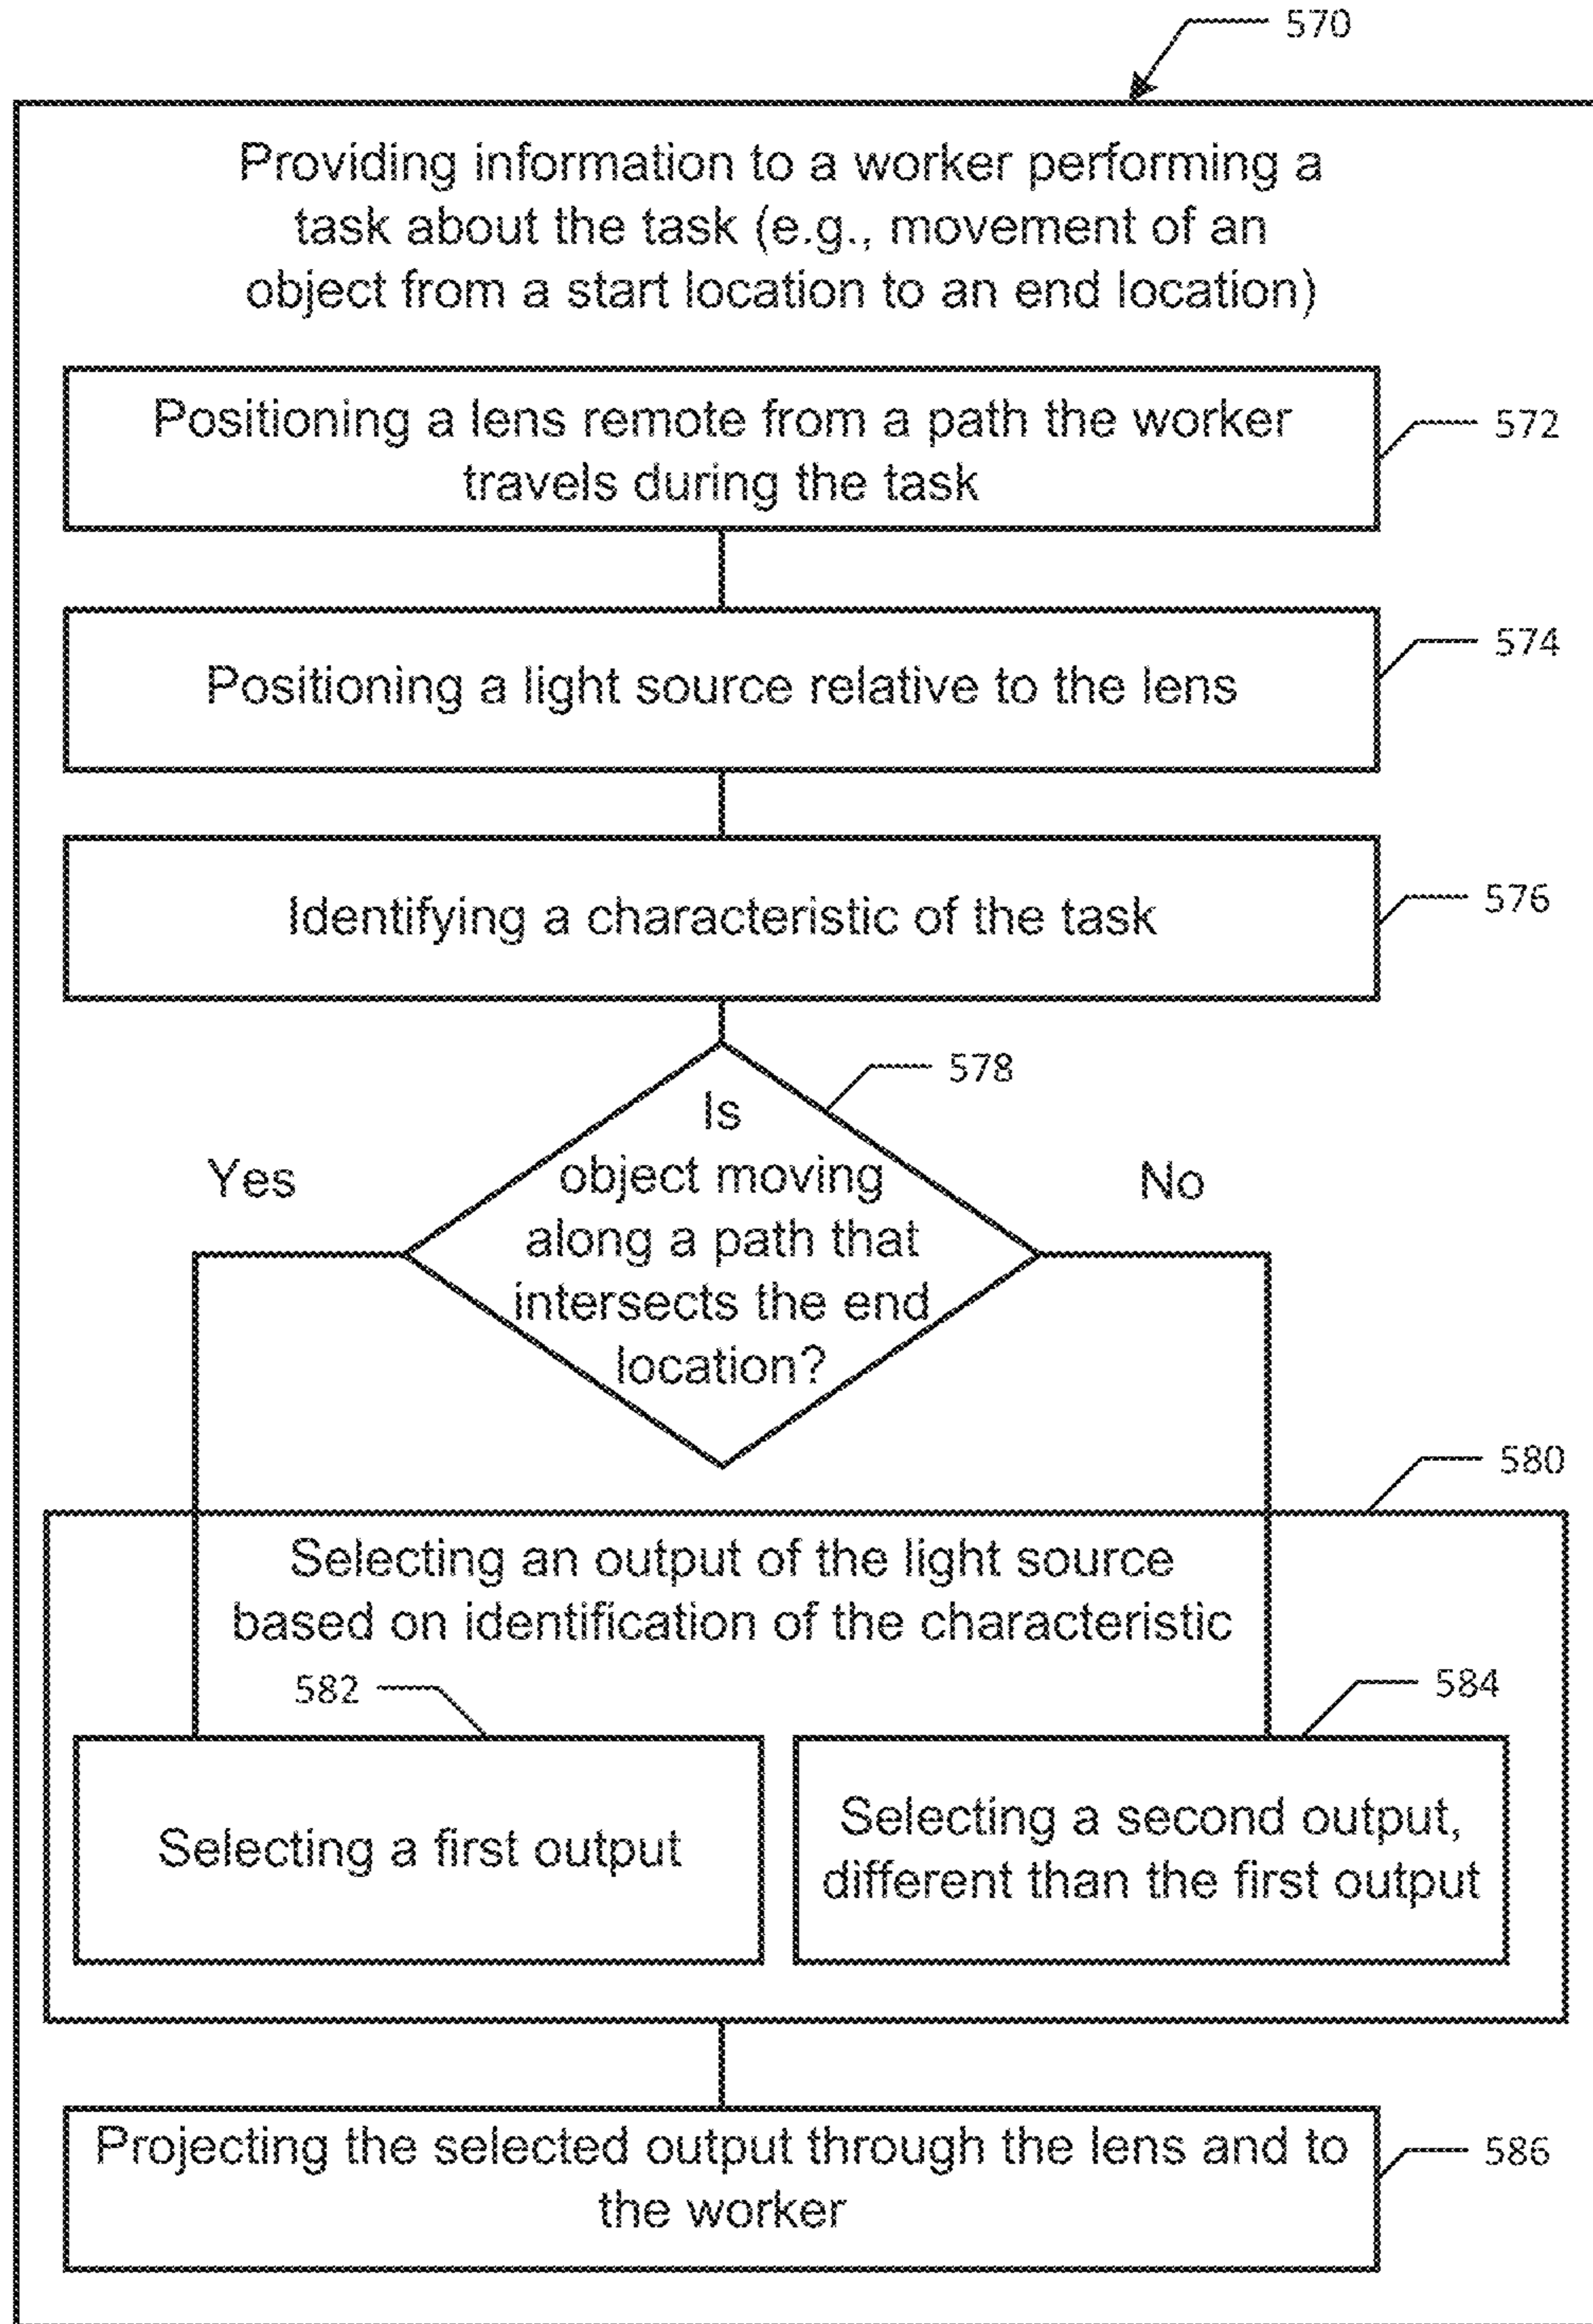 570
Providing information to a worker performing a
task about the task (e.g., movement of an
object from a start location to an end location)
Positioning a lens remote from a path the worker
travels during the task
572
Positioning a light source relative to the lens
574
Identifying a characteristic of the task
576
578
Is
object moving
along a path that
intersects the end
location?
Yes
No
580
Selecting an output of the light source
based on identification of the characteristic
582
584
Selecting a first output
Selecting a second output,
different than the first output
Projecting the selected output through the lens and to
the worker
586